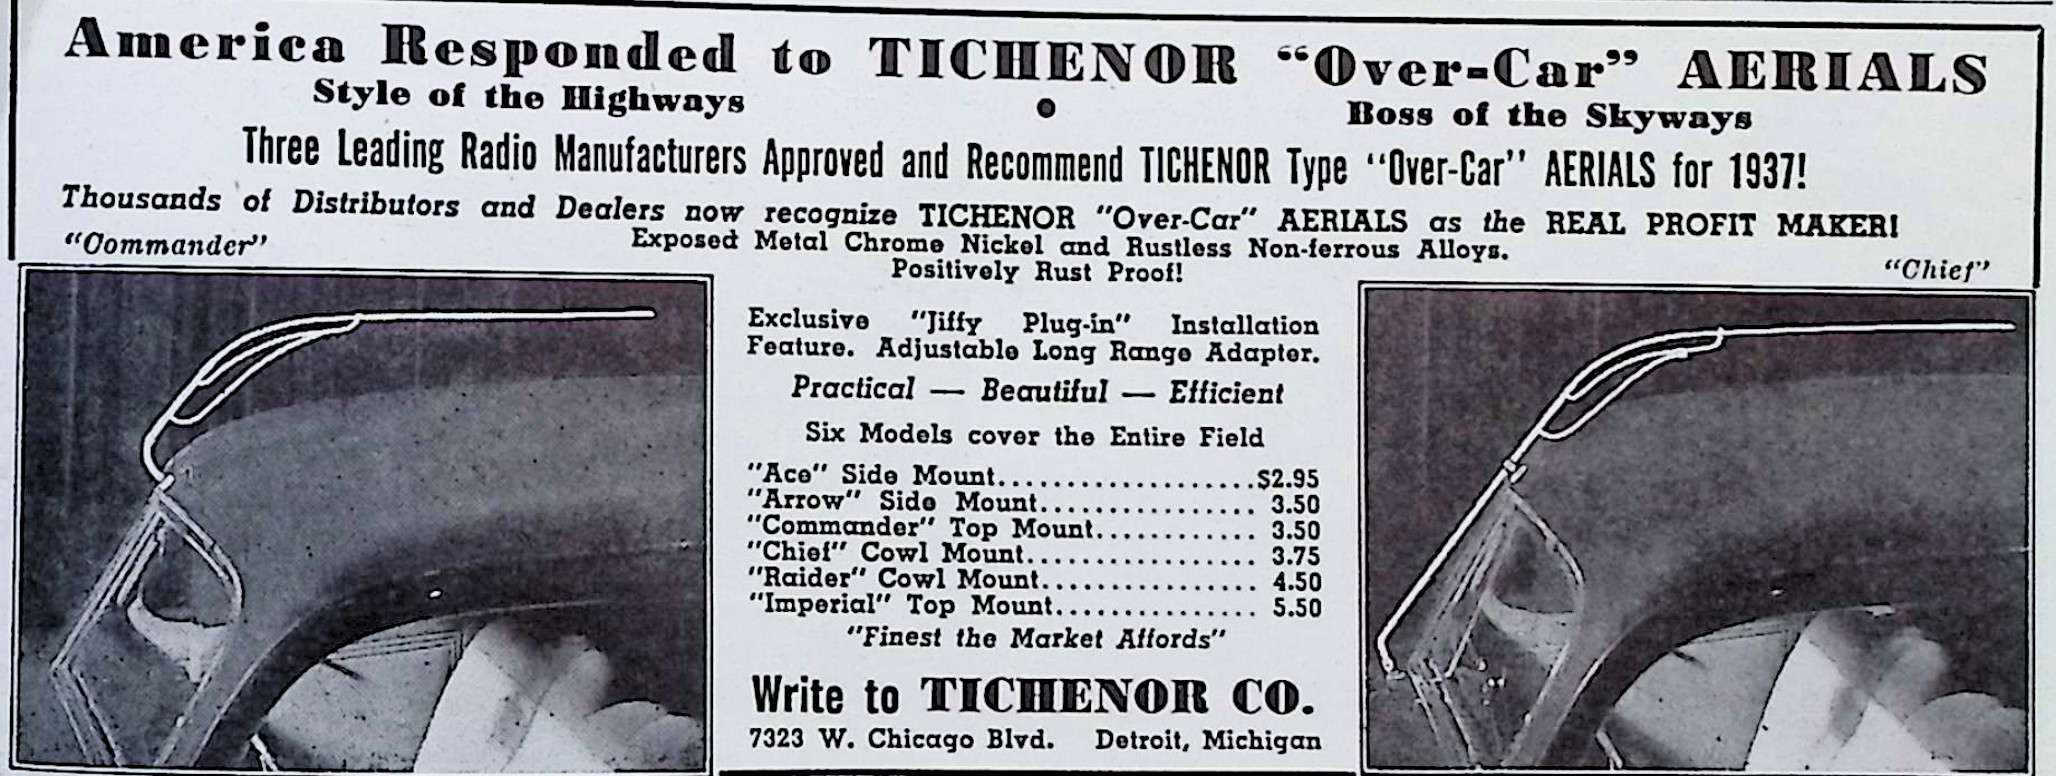 America Responded to TICHENOR "Over-Car" AERIALS
Style of the Highways • Boss of the Skyways
Three Leading Radio Manufacturers Approved and Recommend TICHENOR Type "Over-Car" AERIALS for 1937!
Thousands of Distributors and Dealers now recognize TICHENOR "Over-Car" AERIALS as the REAL PROFIT MAKER!
"Commander"
Exposed Metal Chrome Nickel and Rustless Non-ferrous Alloys.
Positively Rust Proof!
"Chief"
Exclusive "Jiffy Plug-in" Installation
Feature. Adjustable Long Range Adapter.
Practical — Beautiful — Efficient
Six Models cover the Entire Field
"Ace" Side Mount....................$2.95
"Arrow" Side Mount................. 3.50
"Commander" Top Mount............. 3.50
"Chief" Cowl Mount.................. 3.75
"Raider" Cowl Mount................. 4.50
"Imperial" Top Mount................ 5.50
"Finest the Market Affords"
Write to TICHENOR CO.
7323 W. Chicago Blvd. Detroit, Michigan